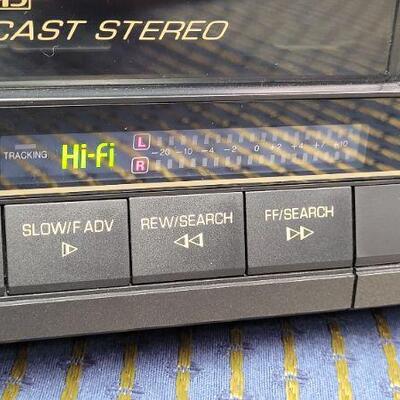 CAST STEREO
TRACKING Hi-fi L -20 -10 -4 -2 0 +2 +4 +7 +10
R
SLOW/F ADV REW/SEARCH FF/SEARCH